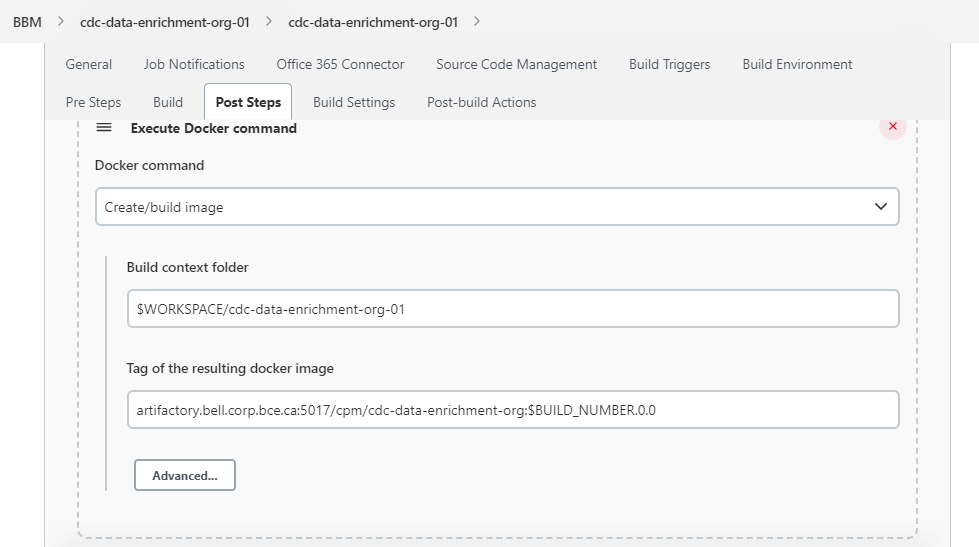 BBM > cdc-data-enrichment-org-01 > cdc-data-enrichment-org-01 >
General Job Notifications Office 365 Connector Source Code Management Build Triggers Build Environment
Pre Steps Build Post Steps Build Settings Post-build Actions
Execute Docker command
Docker command
Create/build image
Build context folder
$WORKSPACE/cdc-data-enrichment-org-01
Tag of the resulting docker image
artifactory.bell.corp.bce.ca:5017/cpm/cdc-data-enrichment-org:$BUILD_NUMBER.0.0
Advanced...